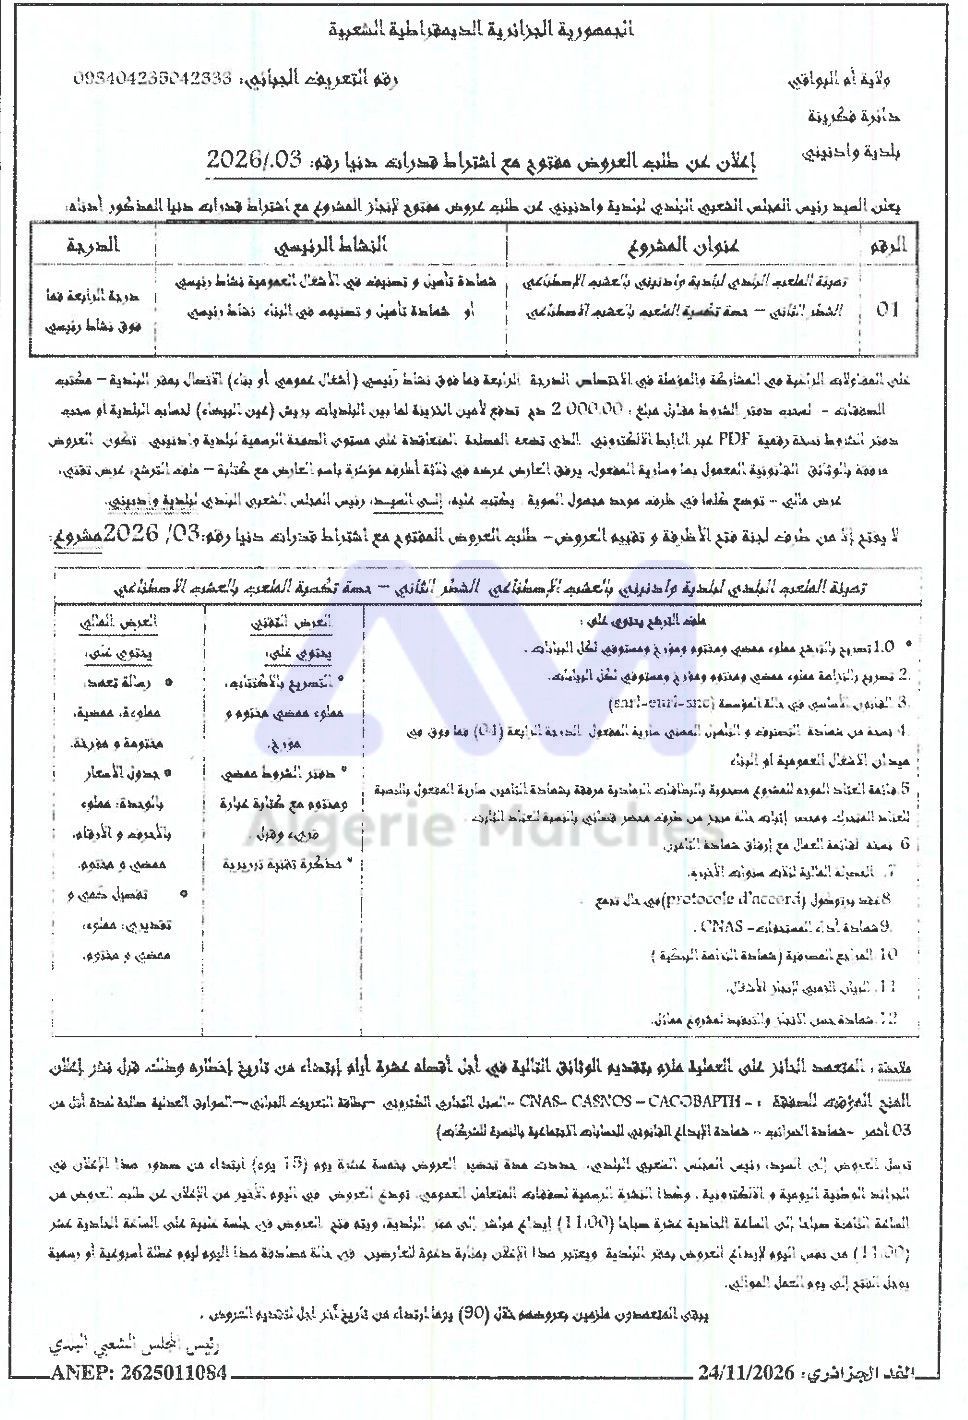 الجمهورية الجزائرية الديمقراطية الشعبية
ولاية أم البواقي
رقم التعريف الجبائي: 098404235042333
دائرة فكرينة
بلدية وادنيني
إعلان عن طلب العروض مفتوح مع اشتراط قدرات دنيا رقم: 03./2026
يعلن السيد رئيس المجلس الشعبي البلدي لبلدية وادنيني عن طلب عروض مفتوح لإنجاز المشروع مع اشتراط قدرات دنيا المذكور أدناه:
الرقم عنوان المشروع النشاط الرئيسي الدرجة
01
تهيئة الملعب البلدي لبلدية وادنيني بالعشب الإصطناعي
الشطر الثاني – حصة تكسية الملعب بالعشب الاصطناعي
شهادة تأهيل و تصنيف في الأشغال العمومية نشاط رئيسي
أو شهادة تأهيل و تصنيف في البناء نشاط رئيسي
درجة الرابعة فما
فوق نشاط رئيسي
على المقاولات الراغبة في المشاركة والمؤهلة في الاختصاص الدرجة الرابعة فما فوق نشاط رئيسي (أشغال عمومي أو بناء) الاتصال بمقر البلدية – مكتب
الصفقات - لسحب دفتر الشروط مقابل مبلغ : 2 000.00 دج تدفع لأمين الخزينة لما بين البلديات بريش (عين البيضاء) لحساب البلدية أو سحب
دفتر الشروط نسخة رقمية PDF عبر الرابط الالكتروني الذي تضعه المصلحة المتعاقدة على مستوى الصفحة الرسمية لبلدية وادنيني تكون العروض
مرفقة بالوثائق القانونية المعمول بها وسارية المفعول، يرفق العارض عرضه في ثلاثة أظرفة مؤشرة باسم العارض مع كتابة – ملف الترشح، عرض تقني،
عرض مالي – توضع كلها في ظرف موحد مجهول الهوية يكتب عليه، إلى السيد رئيس المجلس الشعبي البلدي لبلدية وادنيني.
لا يفتح إلا من طرف لجنة فتح الأظرفة و تقييم العروض– طلب العروض المفتوح مع اشتراط قدرات دنيا رقم:03/ 2026 مشروع:
تهيئة الملعب البلدي لبلدية وادنيني بالعشب الإصطناعي الشطر الثاني – حصة تكسية الملعب بالعشب الاصطناعي
ملف الترشح يحتوي على :
1.0 تصريح بالترشح مملوء ممضي ومختوم ومؤرخ ومستوفي لكل البيانات .
2. تصريح بالنزاهة مملوء ممضي ومختوم ومؤرخ ومستوفي لكل البيانات.
3. القانون الأساسي في حالة المؤسسة (sarl-eurl-snc)
4. نسخة من شهادة التصنيف و التأهيل المهني سارية المفعول الدرجة الرابعة (04) فما فوق في
ميدان الأشغال العمومية أو البناء
5. قائمة العتاد الموجه للمشروع مصحوبة بالبطاقات الرمادية مرفقة بشهادة التأمين سارية المفعول بالنسبة
للعتاد المتحرك ومحضر إثبات حالة منجز من طرف محضر قضائي بالنسبة للعتاد الثابت.
6. نسخة لقائمة العمال مع إرفاق شهادة التأمين.
7. الحصيلة المالية لثلاث سنوات الأخيرة.
8. عقد بروتوكول (protocole d'accord) في حال تجمع .
9. شهادة أداء المستحقات– CNAS .
10. المراجع المصرفية (شهادة الملاءة البنكية )
11. البيان الزمني لإنجاز الأشغال.
12. شهادة حسن الانجاز والتنفيذ لمشروع مماثل.
العرض التقني
يحتوي على:
* التصريح بالاكتتاب.
مملوء ممضي مختوم و
مؤرخ.
* دفتر الشروط ممضي
ومختوم مع كتابة عبارة
قرئ وقبل .
* مذكرة تقنية تبريرية
العرض المالي
يحتوي على:
رسالة تعهد:
مملوءة، ممضية،
مختومة و مؤرخة.
جدول الأسعار
بالوحدة: مملوء
بالأحرف و الأرقام،
ممضي و مختوم.
تفصيل كمي و
تقديري: مملوء،
ممضي و مختوم.
Algerie Marches
ملاحظة : المتعهد الحائز على العملية ملزم بتقديم الوثائق التالية في أجل أقصاه عشرة أيام إبتداء من تاريخ إخطاره وذلك قبل نشر إعلان
المنح المؤقت للصفقة : - CNAS- CASNOS – CACOBAPTH -السجل التجاري الكتروني –بطاقة التعريف الجبائي—السوابق العدلية صالحة لمدة أقل من
03 أشهر -شهادة الضرائب – شهادة الإيداع القانوني للحسابات الاجتماعية بالنسبة للشركات)
ترسل العروض إلى السيد، رئيس المجلس الشعبي البلدي، حددت مدة تحضير العروض بخمسة عشرة يوم (15 يوم) ابتداء من صدور هذا الإعلان في
الجرائد الوطنية اليومية و الالكترونية ، وكذا النشرة الرسمية لصفقات المتعامل العمومي. تودع العروض في اليوم الأخير من الإعلان عن طلب العروض من
الساعة الثامنة صباحا إلى الساعة الحادية عشرة صباحا (11.00) إيداع مباشر إلى مقر البلدية، ويتم فتح العروض في جلسة علنية على الساعة الحادية عشر
(11.00) من نفس اليوم لإيداع العروض بمقر البلدية ويعتبر هذا الإعلان بمثابة دعوة للعارضين في حالة مصادفة هذا اليوم ليوم عطلة أسبوعية أو رسمية
يؤجل الفتح إلى يوم العمل الموالي.
يبقى المتعهدون ملزمين بعروضهم خلال (90) يوما ابتداء من تاريخ آخر أجل لتقديم العروض .
رئيس المجلس الشعبي البلدي
الغد الجزائري: 24/11/2026
ANEP: 2625011084